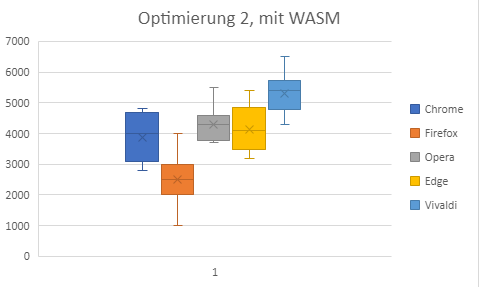 Optimierung 2, mit WASM
7000
6000
5000
4000
3000
2000
1000
0
1
Chrome
Firefox
Opera
Edge
Vivaldi